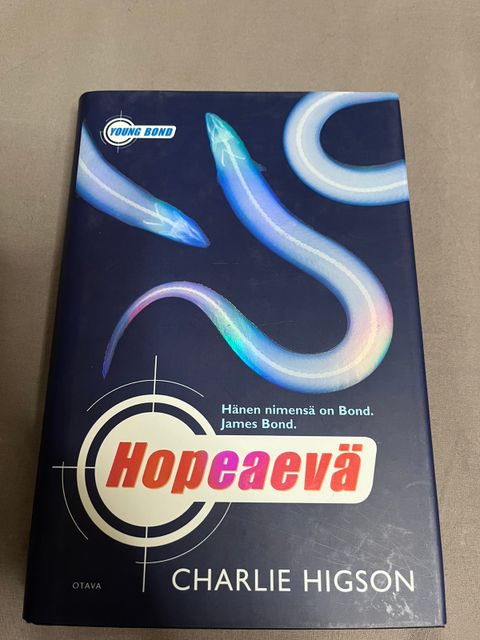 YOUNG BOND
Hänen nimensä on Bond.
James Bond.
Hopeaevä
OTAVA
CHARLIE HIGSON